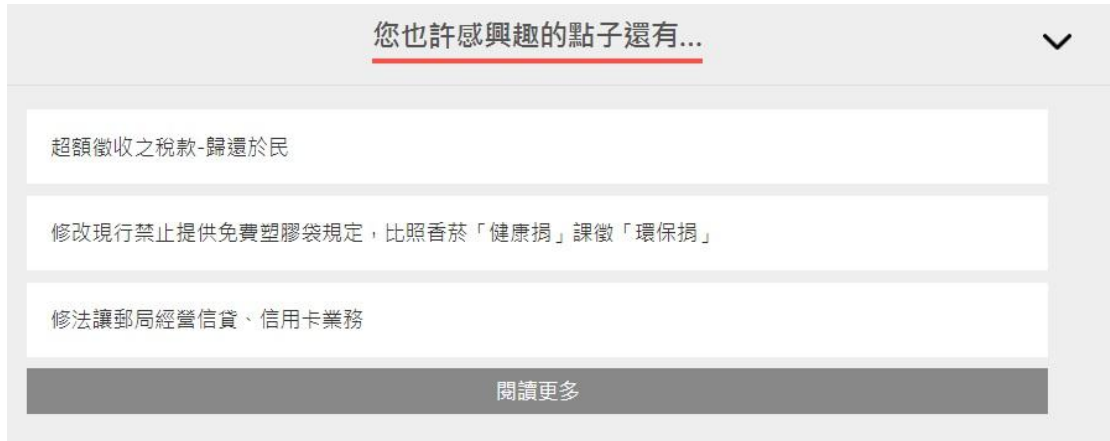 您也許感興趣的點子還有...
超額徵收之稅款-歸還於民
修改現行禁止提供免費塑膠袋規定，比照香菸「健康捐」課徵「環保捐」
修法讓郵局經營信貸、信用卡業務
閱讀更多